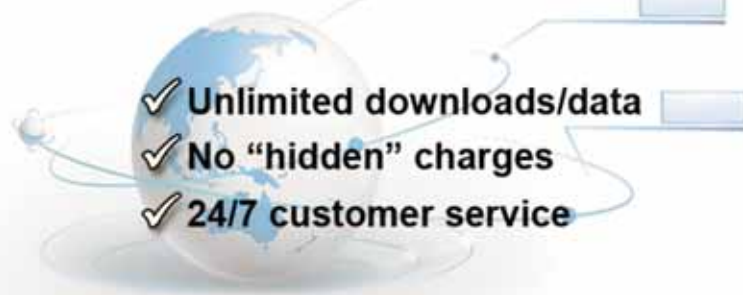 Unlimited downloads/data
No “hidden” charges
24/7 customer service